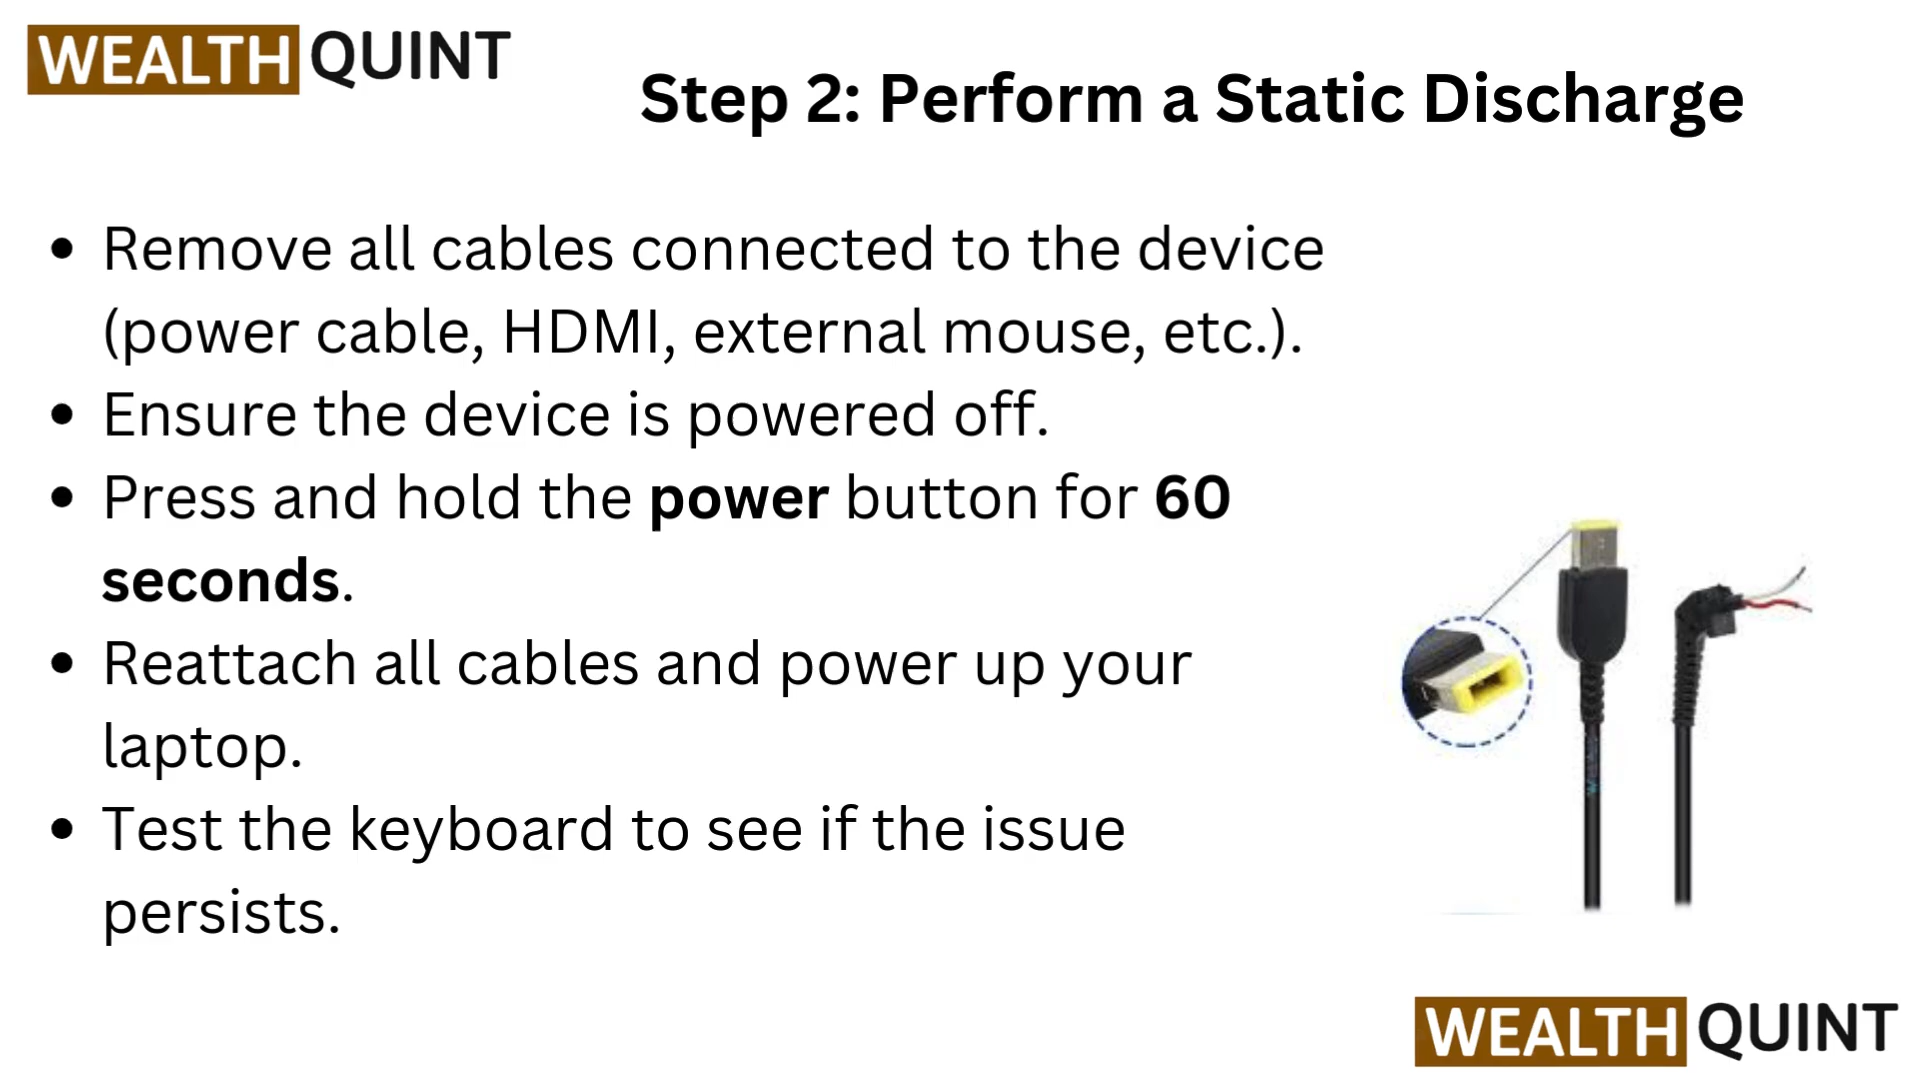 WEALTH QUINT
Step 2: Perform a Static Discharge
• Remove all cables connected to the device
(power cable, HDMI, external mouse, etc.).
• Ensure the device is powered off.
• Press and hold the power button for 60
seconds.
• Reattach all cables and power up your
laptop.
• Test the keyboard to see if the issue
persists.
WEALTH QUINT